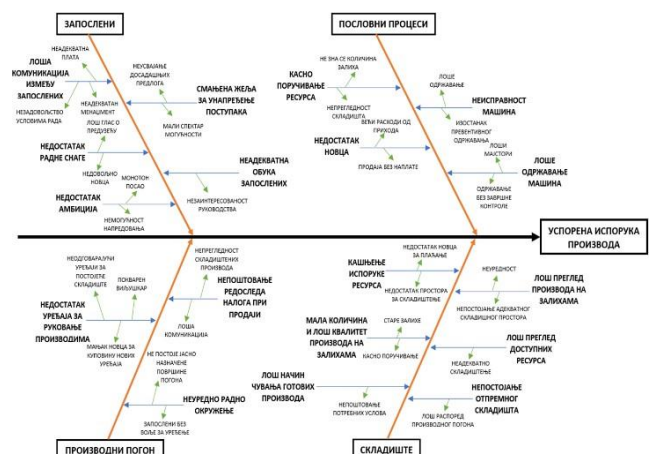 ЗАПОСЛЕНИ
НЕАДЕКВАТНА
ПЛАТА
ЛОША
КОМУНИКАЦИЈА
ИЗМЕЂУ
ЗАПОСЛЕНИХ
НЕЗАДОВОЉСТВО
УСЛОВИМА РАДА
НЕАДЕКВАТАН
МЕНАЏМЕНТ
НЕУСВАЈАЊЕ
ДОСАДАШЊИХ
ПРЕДЛОГА
СМАЊЕНА ЖЕЉА
ЗА УНАПРЕЂЕЊЕ
ПОСТУПАКА
МАЛИ СПЕКТАР
МОГУЋНОСТИ
ЛОШ ГЛАС О
ПРЕДУЗЕЋУ
НЕДОСТАТАК
РАДНЕ СНАГЕ
НЕДОВОЉНО
НОВЦА
НЕАДЕКВАТНА
ОБУКА
ЗАПОСЛЕНИХ
НЕЗАИНТЕРЕСОВАНОСТ
РУКОВОДСТВА
МОНОТОН
ПОСАО
НЕДОСТАТАК
АМБИЦИЈА
НЕМОГУЋНОСТ
НАПРЕДОВАЊА
ПОСЛОВНИ ПРОЦЕСИ
НЕ ЗНА СЕ КОЛИЧИНА
ЗАЛИХА
КАСНО
ПОРУЧИВАЊЕ
РЕСУРСА
НЕПРЕГЛЕДНОСТ
СКЛАДИШТА
ЛОШЕ
ОДРЖАВАЊЕ
НЕИСПРАВНОСТ
МАШИНА
ИЗОСТАНАК
ПРЕВЕНТИВНОГ
ОДРЖАВАЊА
ВЕЋИ РАСХОДИ ОД
ПРИХОДА
НЕДОСТАТАК
НОВЦА
ПРОДАЈА БЕЗ НАПЛАТЕ
ЛОШИ
МАЈСТОРИ
ЛОШЕ
ОДРЖАВАЊЕ
МАШИНА
ОДРЖАВАЊЕ
БЕЗ ЗАВРШНЕ
КОНТРОЛЕ
УСПОРЕНА ИСПОРУКА
ПРОИЗВОДА
НЕОДГОВАРАЈУЋИ
УРЕЂАЈИ ЗА
ПОСТОЈЕЋЕ
СКЛАДИШТЕ
ПОКВАРЕН
ВИЉУШКАР
НЕДОСТАТАК
УРЕЂАЈА ЗА
РУКОВАЊЕ
ПРОИЗВОДИМА
МАЊАК НОВЦА ЗА
КУПОВИНУ НОВИХ
УРЕЂАЈА
НЕПРЕГЛЕДНОСТ
СКЛАДИШТЕНИХ
ПРОИЗВОДА
НЕПОШТОВАЊЕ
РЕДОСЛЕДА
НАЛОГА ПРИ
ПРОДАЈИ
ЛОША
КОМУНИКАЦИЈА
НЕ ПОСТОЈЕ ЈАСНО
НАЗНАЧЕНЕ
ПОВРШИНЕ
ПОГОНА
НЕУРЕДНО РАДНО
ОКРУЖЕЊЕ
ЗАПОСЛЕНИ БЕЗ
ВОЉЕ ЗА УРЕЂЕЊЕ
ПРОИЗВОДНИ ПОГОН
НЕДОСТАТАК НОВЦА
ЗА ПЛАЋАЊЕ
КАШЊЕЊЕ
ИСПОРУКЕ
РЕСУРСА
НЕДОСТАТАК ПРОСТОРА
ЗА СКЛАДИШТЕЊЕ
НЕУРЕДНОСТ
ЛОШ ПРЕГЛЕД
ПРОИЗВОДА НА
ЗАЛИХАМА
НЕПОСТОЈАЊЕ АДЕКВАТНОГ
СКЛАДИШНОГ ПРОСТОРА
МАЛА КОЛИЧИНА
И ЛОШ КВАЛИТЕТ
ПРОИЗВОДА НА
ЗАЛИХАМА
СТАРЕ ЗАЛИХЕ
КАСНО ПОРУЧИВАЊЕ
ЛОШ ПРЕГЛЕД
ДОСТУПНИХ
РЕСУРСА
НЕАДЕКВАТНО
СКЛАДИШТЕЊЕ
ЛОШ НАЧИН
ЧУВАЊА ГОТОВИХ
ПРОИЗВОДА
НЕПОШТОВАЊЕ
ПОТРЕБНИХ УСЛОВА
НЕПОСТОЈАЊЕ
ОТПРЕМНОГ
СКЛАДИШТА
ЛОШ РАСПОРЕД
ПРОИЗВОДНОГ ПОГОНА
СКЛАДИШТЕ